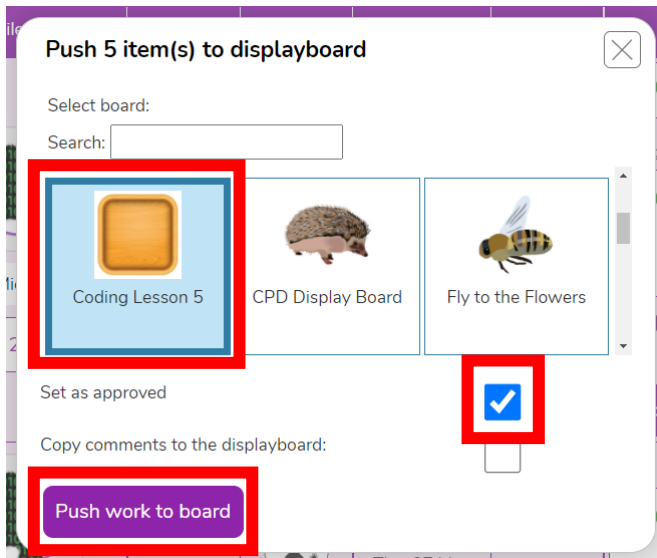 Push 5 item(s) to displayboard
Select board:
Search:
Coding Lesson 5
CPD Display Board
Fly to the Flowers
Set as approved
Copy comments to the displayboard:
Push work to board